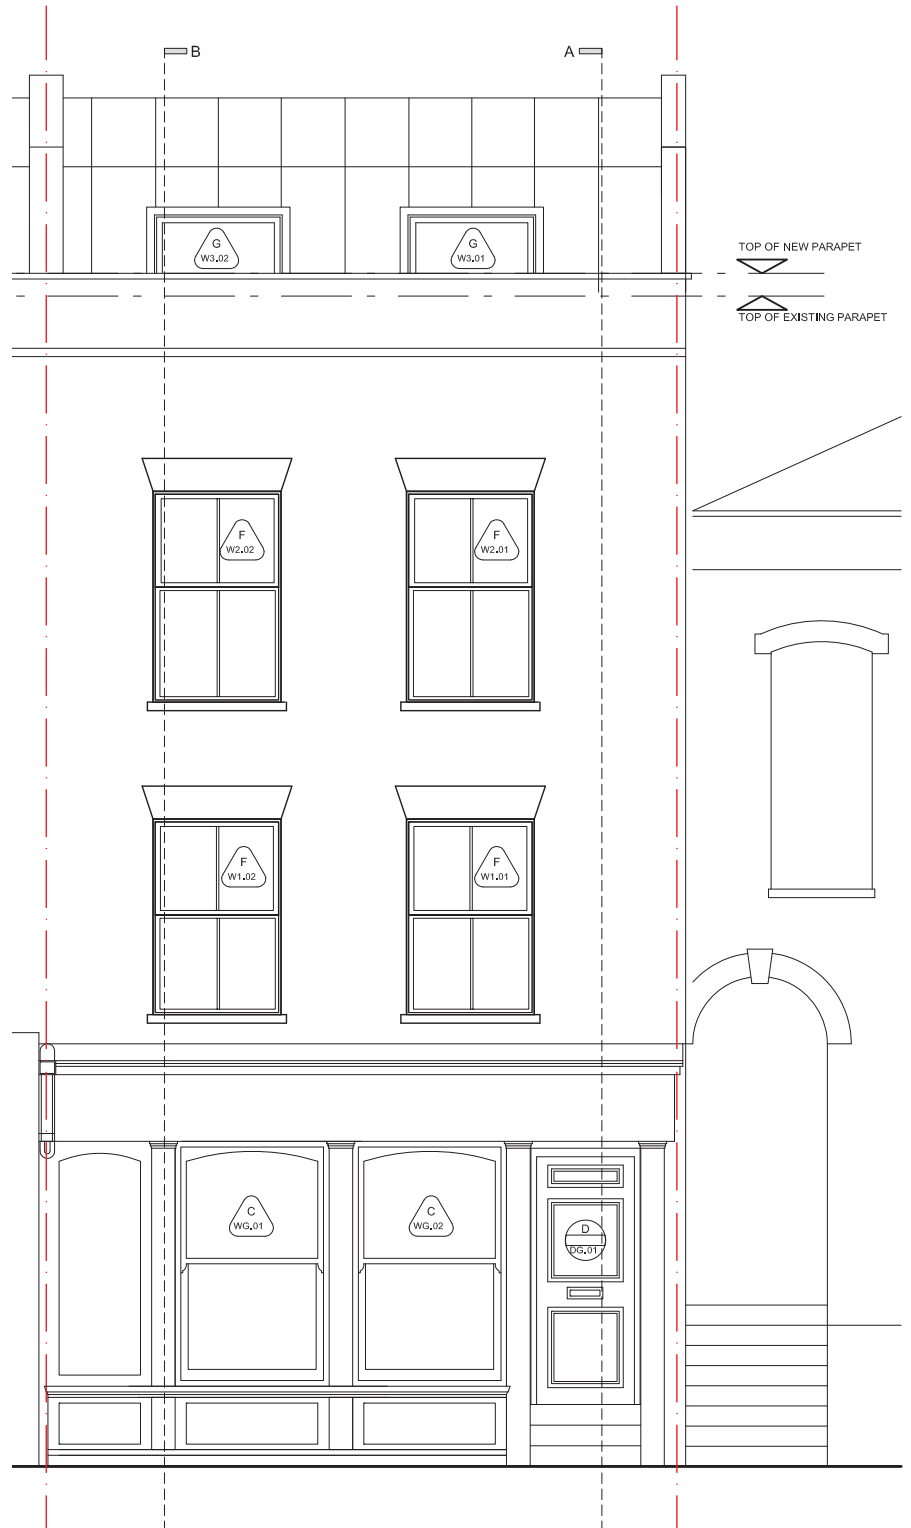 B
A
G
W3.02
G
W3.01
TOP OF NEW PARAPET
TOP OF EXISTING PARAPET
F
W2.02
F
W2.01
F
W1.02
F
W1.01
C
WG.01
C
WG.02
D
DG.01